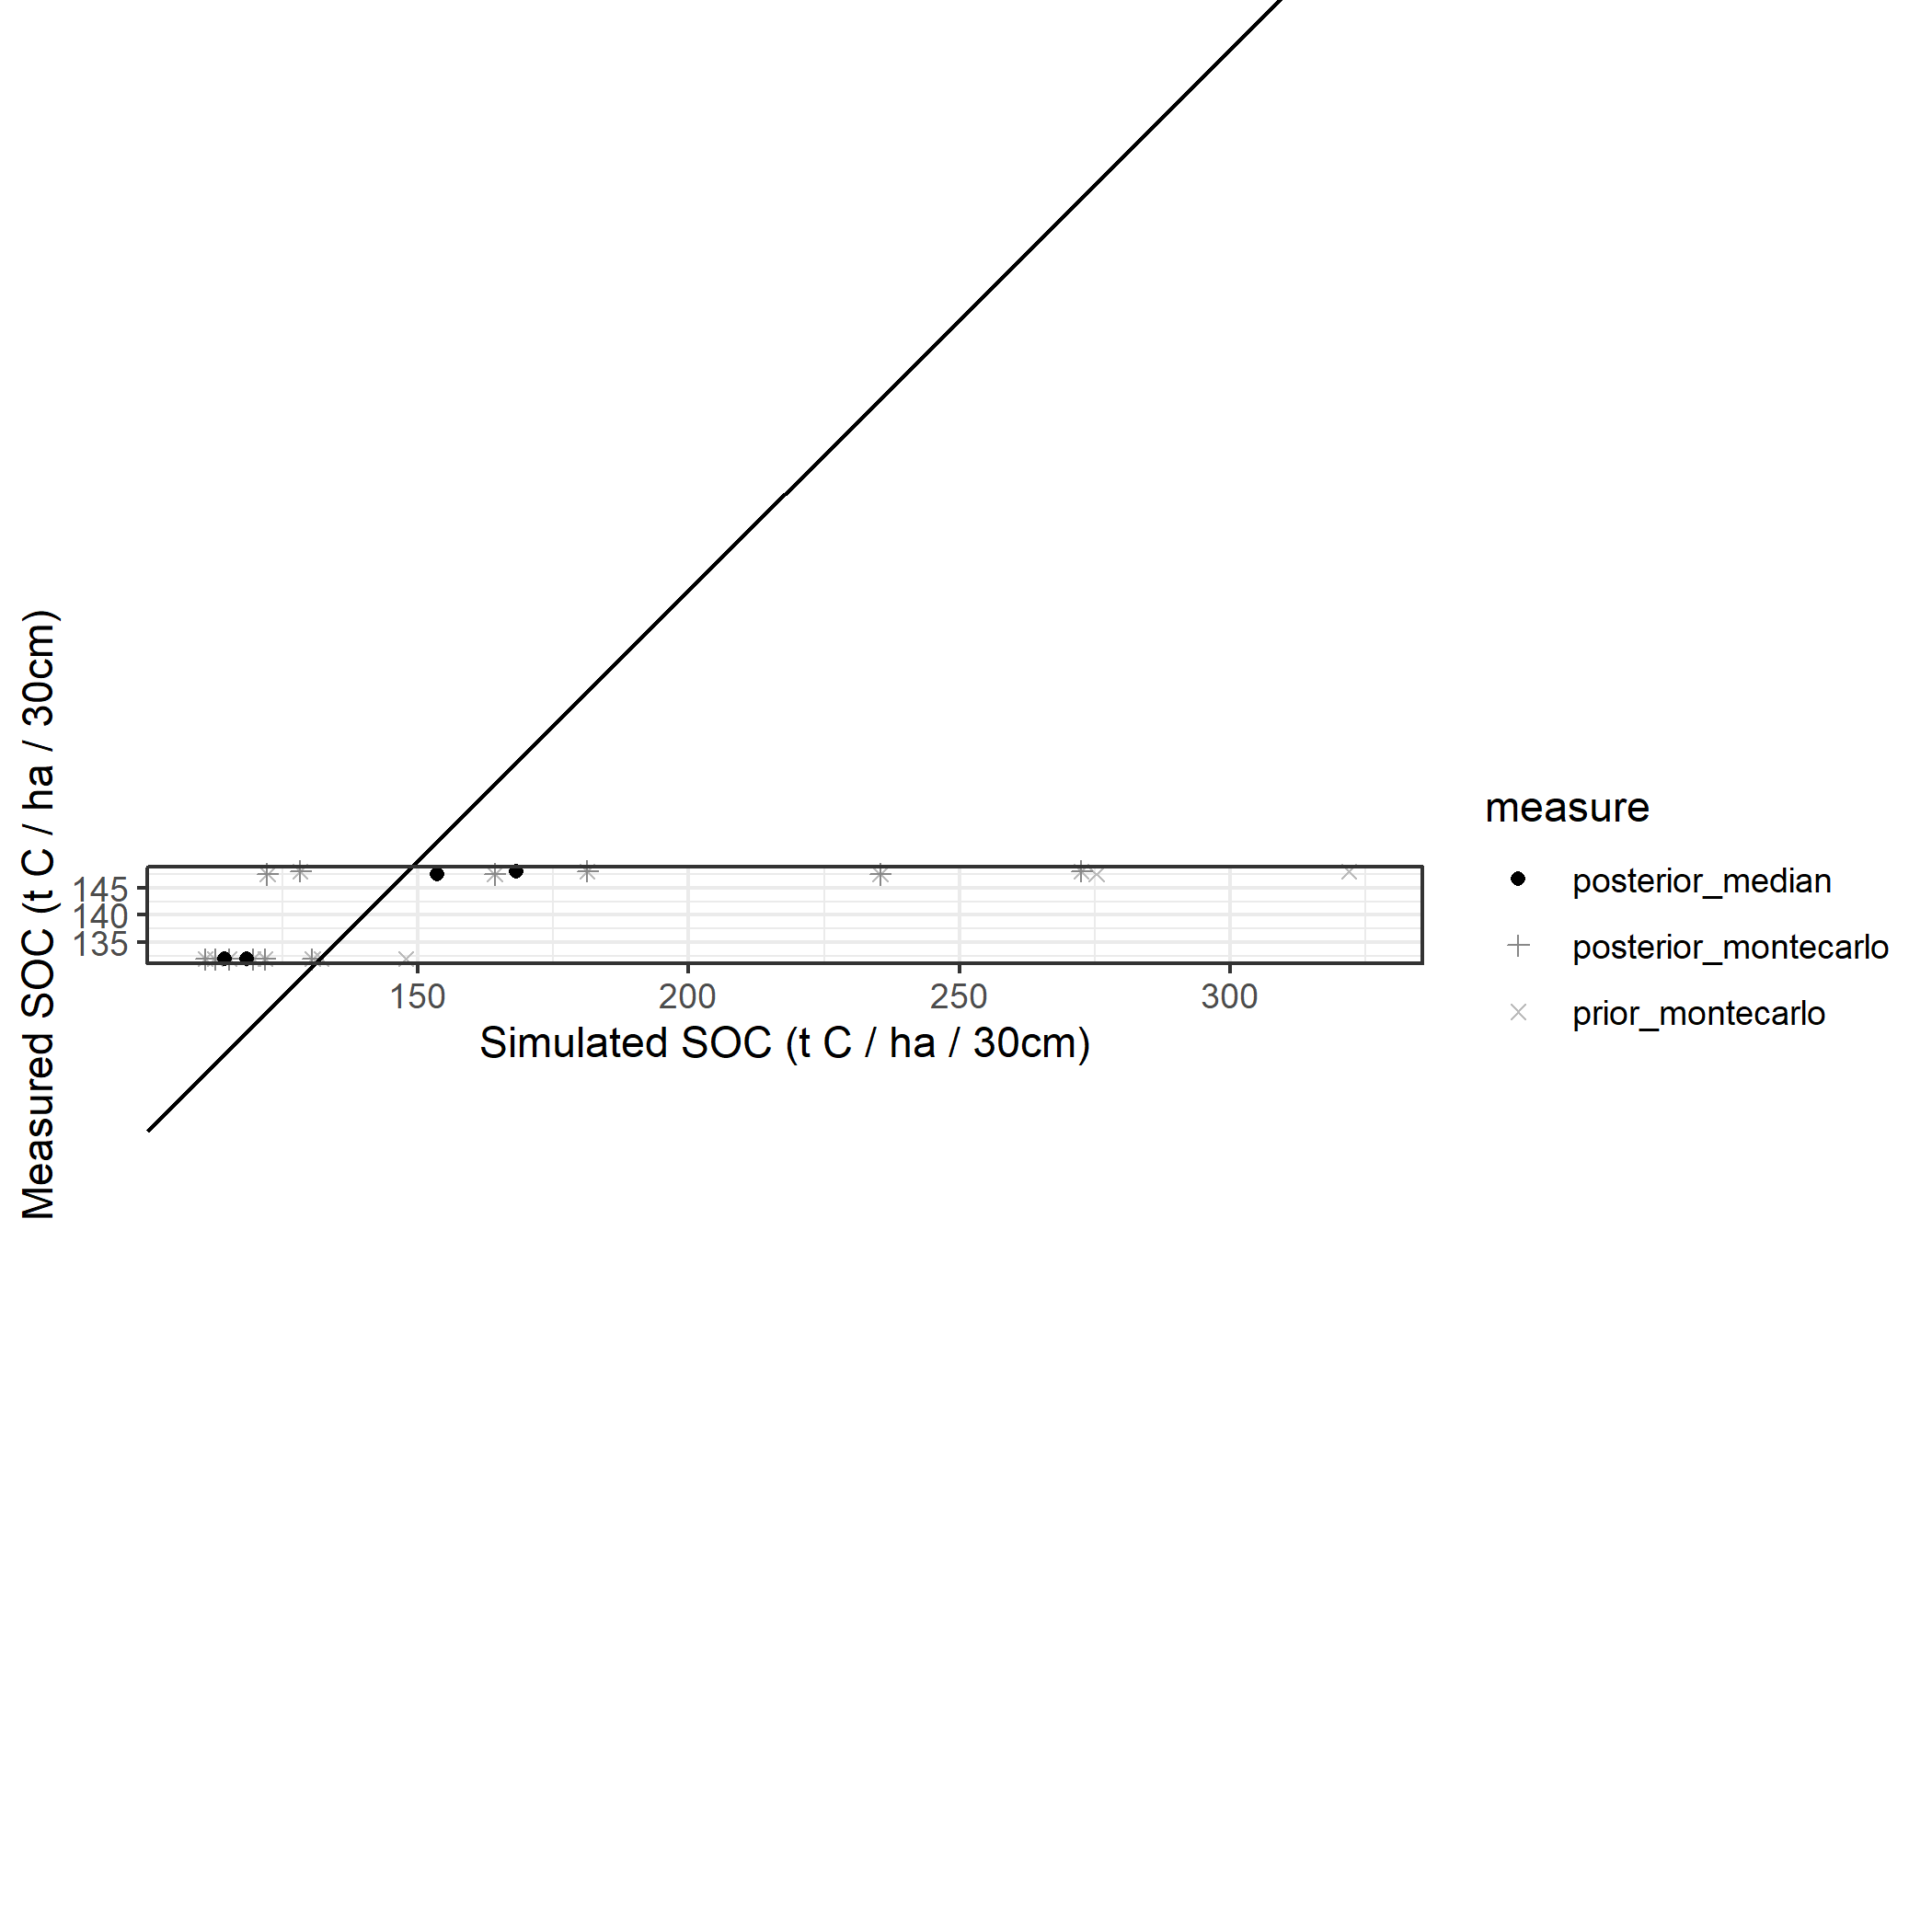 Measured SOC (t C / ha / 30cm)
145
140
135
150 200 250 300
Simulated SOC (t C / ha / 30cm)
measure
posterior_median
posterior_montecarlo
prior_montecarlo